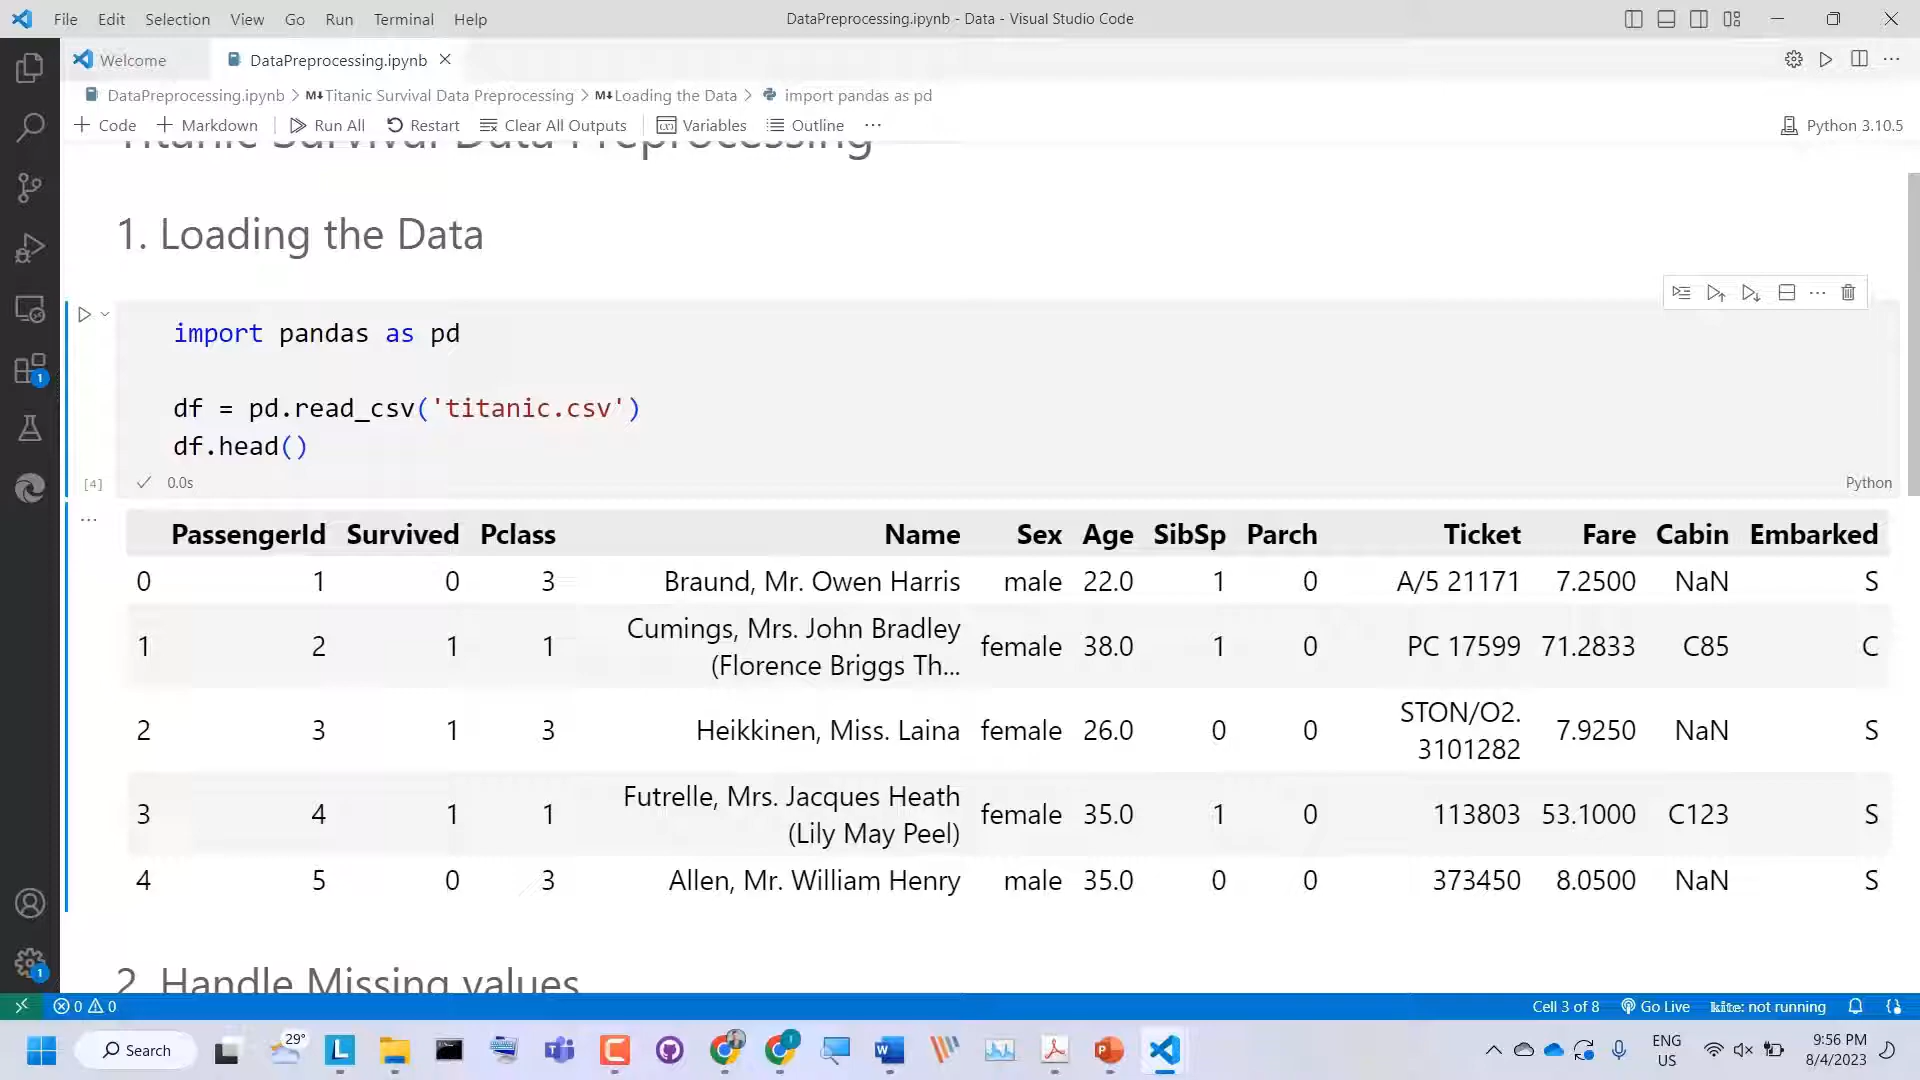 File Edit Selection View Go Run Terminal Help
DataPreprocessing.ipynb - Data - Visual Studio Code
Welcome
DataPreprocessing.ipynb
DataPreprocessing.ipynb > M↓Titanic Survival Data Preprocessing > M↓Loading the Data > import pandas as pd
+ Code + Markdown Run All Restart Clear All Outputs Variables Outline ...
Python 3.10.5
Titanic Survival Data Preprocessing
1. Loading the Data
import pandas as pd
df = pd.read_csv('titanic.csv')
df.head()
[4] 0.0s Python
PassengerId Survived Pclass Name Sex Age SibSp Parch Ticket Fare Cabin Embarked
0 1 0 3 Braund, Mr. Owen Harris male 22.0 1 0 A/5 21171 7.2500 NaN S
1 2 1 1 Cumings, Mrs. John Bradley (Florence Briggs Th... female 38.0 1 0 PC 17599 71.2833 C85 C
2 3 1 3 Heikkinen, Miss. Laina female 26.0 0 0 STON/O2. 3101282 7.9250 NaN S
3 4 1 1 Futrelle, Mrs. Jacques Heath (Lily May Peel) female 35.0 1 0 113803 53.1000 C123 S
4 5 0 3 Allen, Mr. William Henry male 35.0 0 0 373450 8.0500 NaN S
2. Handle Missing values
0 0 Cell 3 of 8 Go Live kite: not running
Search
29°
ENG
US
9:56 PM
8/4/2023